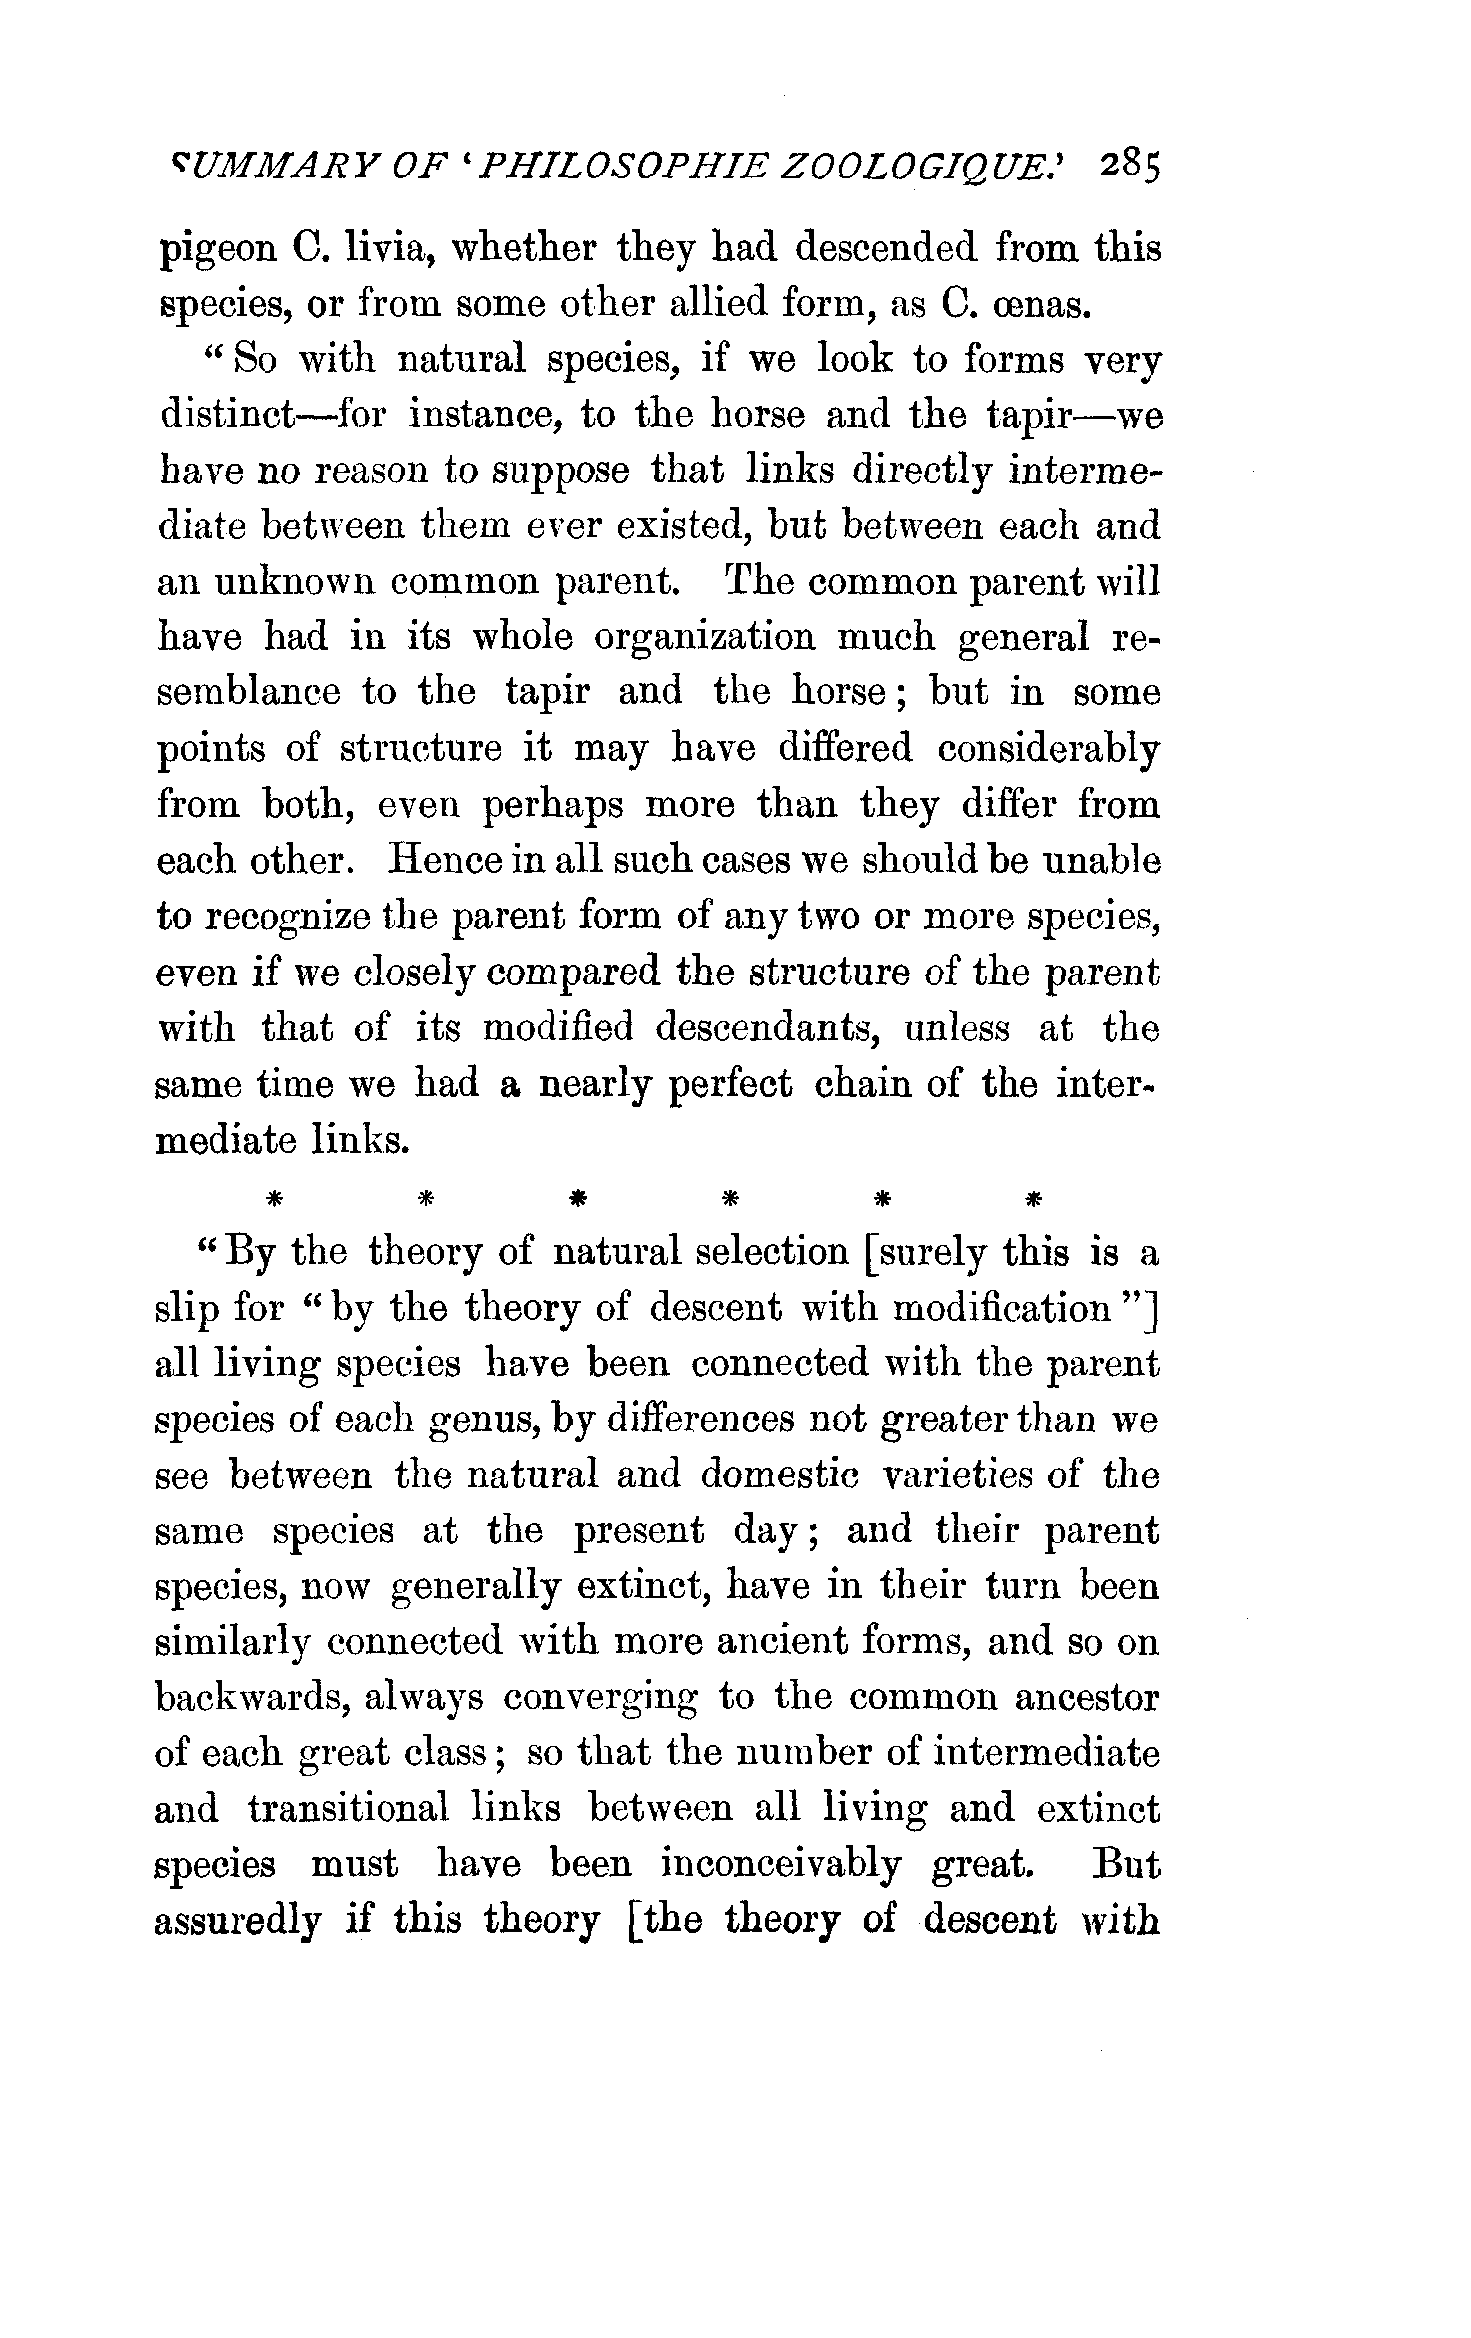 SUMMARY OF ‘PHILOSOPHIE ZOOLOGIQUE.’ 285
pigeon C. livia, whether they had descended from this
species, or from some other allied form, as C. œnas.
“So with natural species, if we look to forms very
distinct—for instance, to the horse and the tapir—we
have no reason to suppose that links directly interme-
diate between them ever existed, but between each and
an unknown common parent. The common parent will
have had in its whole organization much general re-
semblance to the tapir and the horse; but in some
points of structure it may have differed considerably
from both, even perhaps more than they differ from
each other. Hence in all such cases we should be unable
to recognize the parent form of any two or more species,
even if we closely compared the structure of the parent
with that of its modified descendants, unless at the
same time we had a nearly perfect chain of the inter-
mediate links.
* * * * * *
“By the theory of natural selection [surely this is a
slip for “by the theory of descent with modification”]
all living species have been connected with the parent
species of each genus, by differences not greater than we
see between the natural and domestic varieties of the
same species at the present day; and their parent
species, now generally extinct, have in their turn been
similarly connected with more ancient forms, and so on
backwards, always converging to the common ancestor
of each great class; so that the number of intermediate
and transitional links between all living and extinct
species must have been inconceivably great. But
assuredly if this theory [the theory of descent with